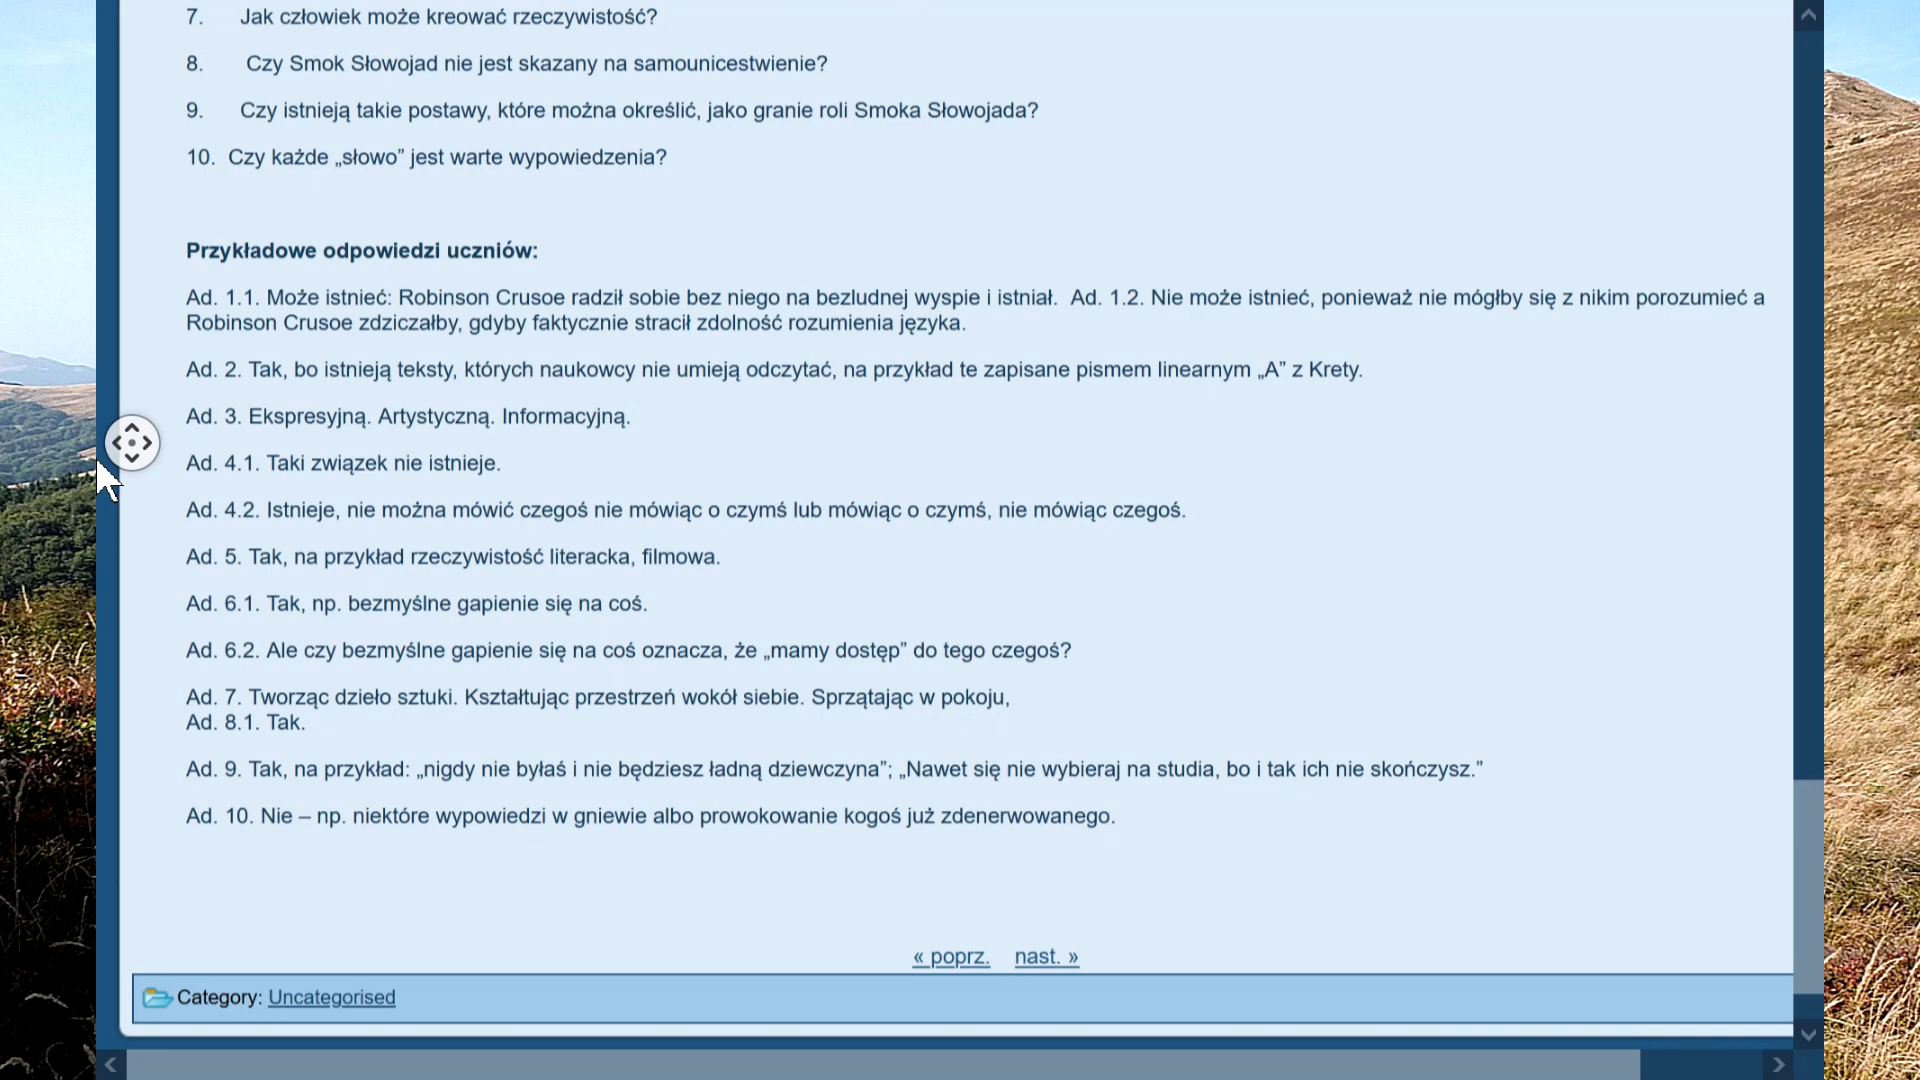 7. Jak człowiek może kreować rzeczywistość?
8. Czy Smok Słowojad nie jest skazany na samounicestwienie?
9. Czy istnieją takie postawy, które można określić, jako granie roli Smoka Słowojada?
10. Czy każde „słowo” jest warte wypowiedzenia?
Przykładowe odpowiedzi uczniów:
Ad. 1.1. Może istnieć: Robinson Crusoe radził sobie bez niego na bezludnej wyspie i istniał. Ad. 1.2. Nie może istnieć, ponieważ nie mógłby się z nikim porozumieć a
Robinson Crusoe zdziczałby, gdyby faktycznie stracił zdolność rozumienia języka.
Ad. 2. Tak, bo istnieją teksty, których naukowcy nie umieją odczytać, na przykład te zapisane pismem linearnym „A” z Krety.
Ad. 3. Ekspresyjną. Artystyczną. Informacyjną.
Ad. 4.1. Taki związek nie istnieje.
Ad. 4.2. Istnieje, nie można mówić czegoś nie mówiąc o czymś lub mówiąc o czymś, nie mówiąc czegoś.
Ad. 5. Tak, na przykład rzeczywistość literacka, filmowa.
Ad. 6.1. Tak, np. bezmyślne gapienie się na coś.
Ad. 6.2. Ale czy bezmyślne gapienie się na coś oznacza, że „mamy dostęp” do tego czegoś?
Ad. 7. Tworząc dzieło sztuki. Kształtując przestrzeń wokół siebie. Sprzątając w pokoju,
Ad. 8.1. Tak.
Ad. 9. Tak, na przykład: „nigdy nie byłaś i nie będziesz ładną dziewczyna”; „Nawet się nie wybieraj na studia, bo i tak ich nie skończysz.”
Ad. 10. Nie – np. niektóre wypowiedzi w gniewie albo prowokowanie kogoś już zdenerwowanego.
« poprz. nast. »
Category: Uncategorised